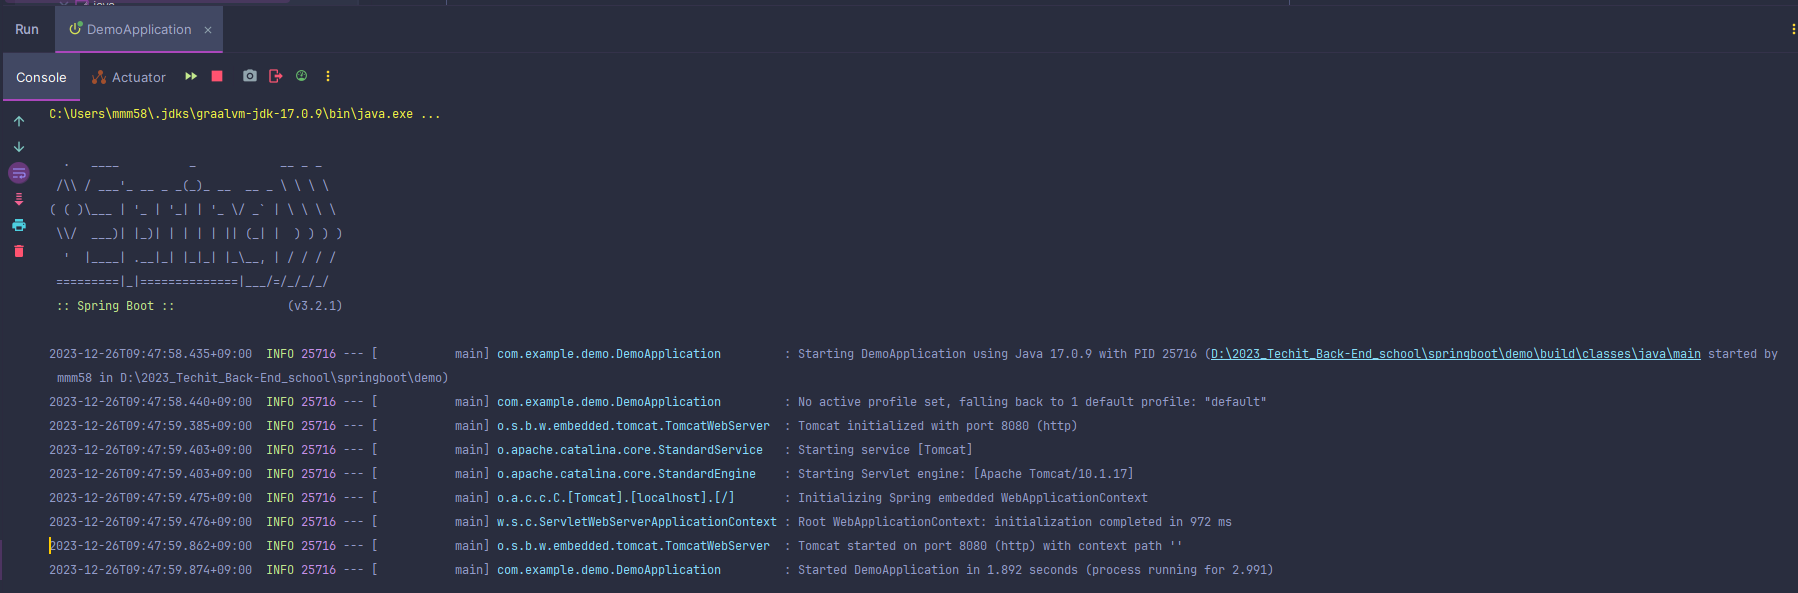 java
Run DemoApplication ×
Console Actuator
C:\Users\mmm58\.jdks\graalvm-jdk-17.0.9\bin\java.exe ...
  .   ____          _            __ _ _
 /\\ / ___'_ __ _ _(_)_ __  __ _ \ \ \ \
( ( )\___ | '_ | '_| | '_ \/ _` | \ \ \ \
 \\/  ___)| |_)| | | | | || (_| |  ) ) ) )
  '  |____| .__|_| |_|_| |_\__, | / / / /
 =========|_|==============|___/=/_/_/_/
 :: Spring Boot ::                (v3.2.1)
2023-12-26T09:47:58.435+09:00  INFO 25716 --- [           main] com.example.demo.DemoApplication         : Starting DemoApplication using Java 17.0.9 with PID 25716 (D:\2023_Techit_Back-End_school\springboot\demo\build\classes\java\main started by
 mmm58 in D:\2023_Techit_Back-End_school\springboot\demo)
2023-12-26T09:47:58.440+09:00  INFO 25716 --- [           main] com.example.demo.DemoApplication         : No active profile set, falling back to 1 default profile: "default"
2023-12-26T09:47:59.385+09:00  INFO 25716 --- [           main] o.s.b.w.embedded.tomcat.TomcatWebServer  : Tomcat initialized with port 8080 (http)
2023-12-26T09:47:59.403+09:00  INFO 25716 --- [           main] o.apache.catalina.core.StandardService   : Starting service [Tomcat]
2023-12-26T09:47:59.403+09:00  INFO 25716 --- [           main] o.apache.catalina.core.StandardEngine    : Starting Servlet engine: [Apache Tomcat/10.1.17]
2023-12-26T09:47:59.475+09:00  INFO 25716 --- [           main] o.a.c.c.C.[Tomcat].[localhost].[/]       : Initializing Spring embedded WebApplicationContext
2023-12-26T09:47:59.476+09:00  INFO 25716 --- [           main] w.s.c.ServletWebServerApplicationContext : Root WebApplicationContext: initialization completed in 972 ms
2023-12-26T09:47:59.862+09:00  INFO 25716 --- [           main] o.s.b.w.embedded.tomcat.TomcatWebServer  : Tomcat started on port 8080 (http) with context path ''
2023-12-26T09:47:59.874+09:00  INFO 25716 --- [           main] com.example.demo.DemoApplication         : Started DemoApplication in 1.892 seconds (process running for 2.991)